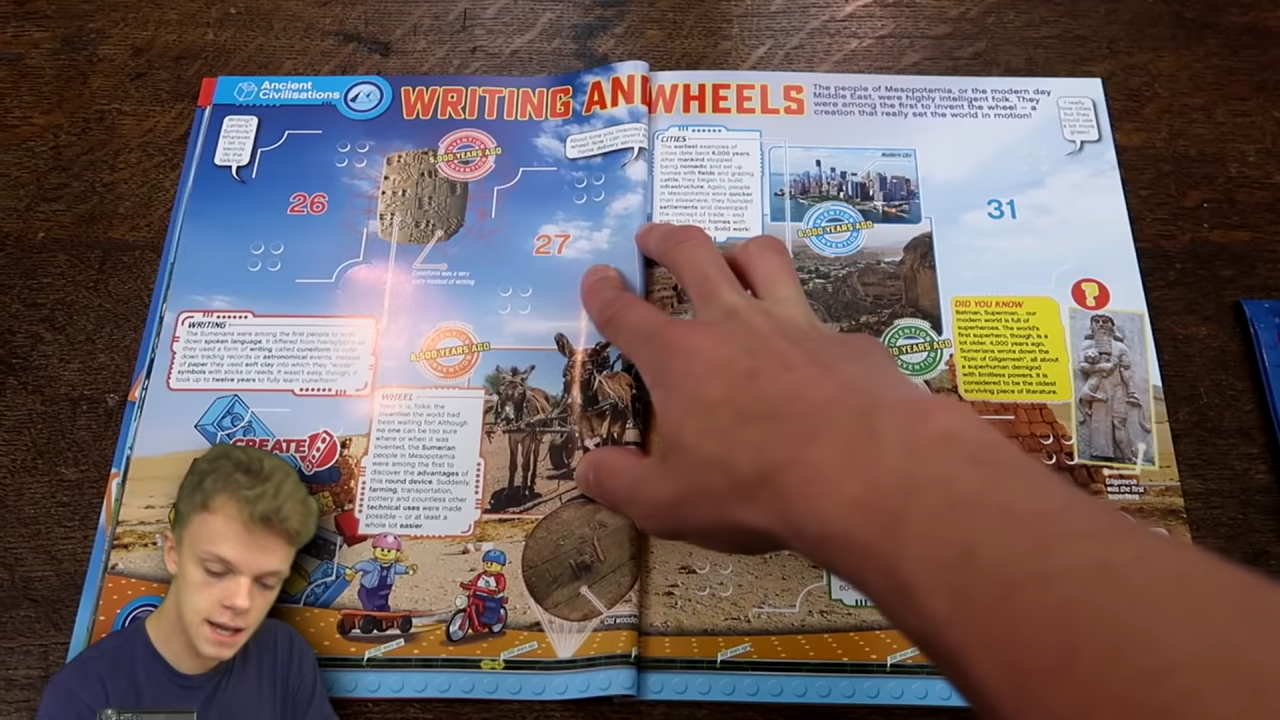 Ancient
Civilisations
WRITING AND WHEELS
The people of Mesopotamia, or the modern day
Middle East, were highly intelligent folk. They
were among the first to invent the wheel – a
creation that really set the world in motion!
Writing?
Letters?
Symbols?
Whatever.
I let my
swords
do the
talking!
INVENTION
5,000 YEARS AGO
About time you invented
wheel! Now I can invent
home delivery service!
I really
love cities
but they
could use
a lot more
green!
26
27
31
Cuneiform was a very
early method of writing
CITIES
The earliest examples of
cities date back 6,000 years.
After mankind stopped
being nomadic and set up
homes with fields and grazing
cattle, they began to build
infrastructure. Again, people
in Mesopotamia were quicker
than elsewhere, they founded
settlements and developed
the concept of trade – and
even built their homes with
Solid work!
Modern city
INVENTION
6,000 YEARS AGO
INVENTION
WRITING
The Sumerians were among the first people to write
down spoken language. It differed from hieroglyphs
they used a form of writing called cuneiform to
down trading records or astronomical events. Instead
of paper they used soft clay into which they "wrote"
symbols with sticks or reeds. It wasn't easy, though, it
took up to twelve years to fully learn cuneiform!
INVENTION
5,500 YEARS AGO
INVENTION
YEARS AGO
INVENTION
WHEEL
Here it is, folks: the
invention the world had
been waiting for! Although
no one can be too sure
where or when it was
invented, the Sumerian
people in Mesopotamia
were among the first to
discover the advantages of
this round device. Suddenly,
farming, transportation,
pottery and countless other
technical uses were made
possible – or at least a
whole lot easier.
DID YOU KNOW
Batman, Superman... our
modern world is full of
superheroes. The world's
first superhero, though, is a
lot older. 4,000 years ago,
Sumerians wrote down the
"Epic of Gilgamesh", all about
a superhuman demigod
with limitless powers. It is
considered to be the oldest
surviving piece of literature.
?
Gilgamesh
was the first
superhero
CREATE
Old wooden